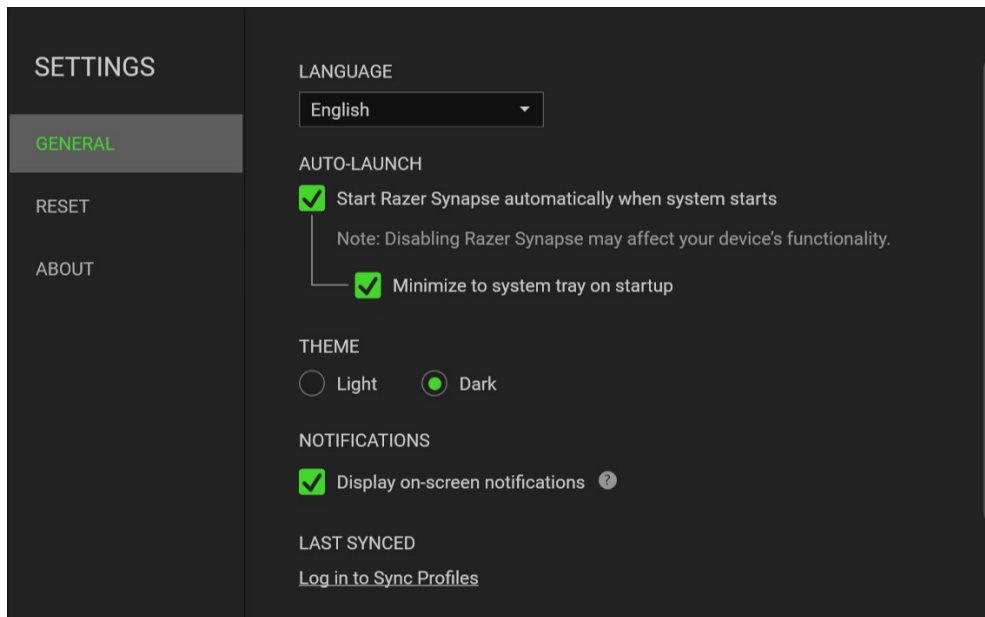 SETTINGS
GENERAL
RESET
ABOUT
LANGUAGE
English
AUTO-LAUNCH
Start Razer Synapse automatically when system starts
Note: Disabling Razer Synapse may affect your device’s functionality.
Minimize to system tray on startup
THEME
Light Dark
NOTIFICATIONS
Display on-screen notifications ?
LAST SYNCED
Log in to Sync Profiles